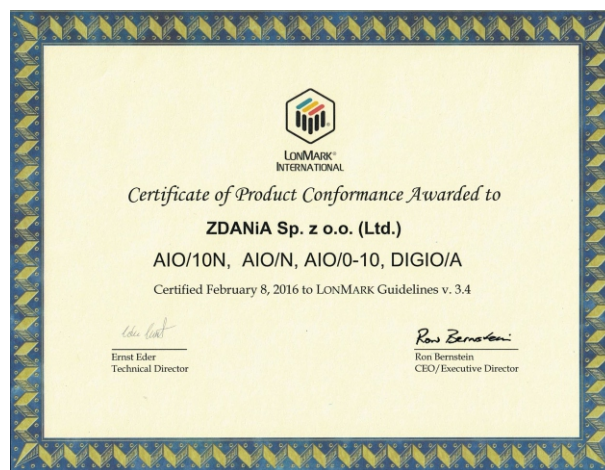 LONMARK®
INTERNATIONAL
Certificate of Product Conformance Awarded to
ZDANiA Sp. z o.o. (Ltd.)
AIO/10N, AIO/N, AIO/0-10, DIGIO/A
Certified February 8, 2016 to LONMARK Guidelines v. 3.4
Ron Bernstein
Ernst Eder
Technical Director
Ron Bernstein
CEO/Executive Director